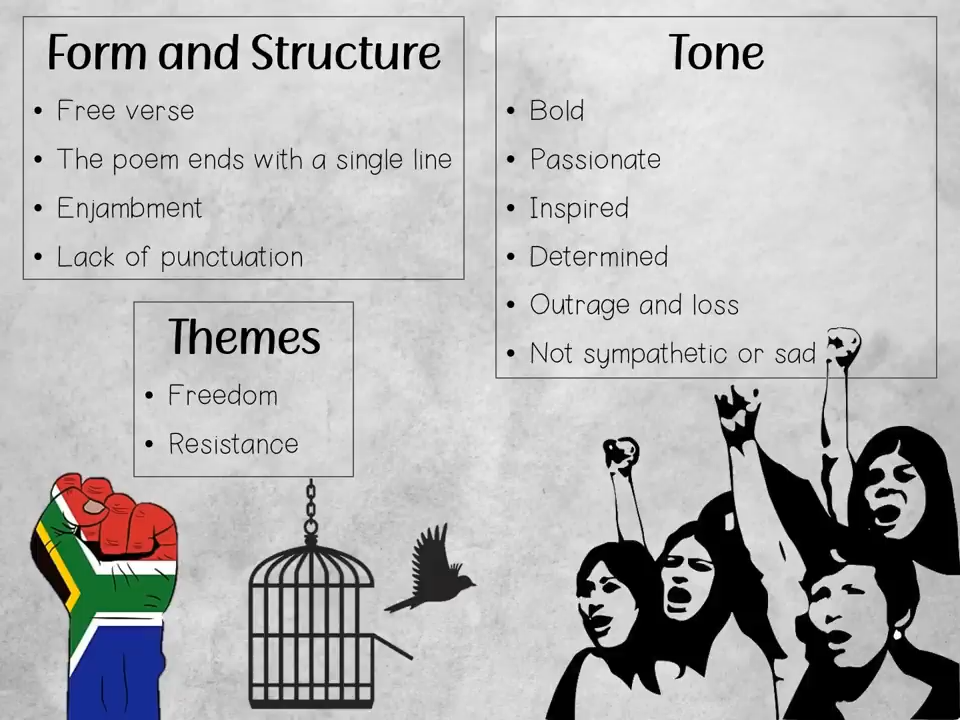 Form and Structure
• Free verse
• The poem ends with a single line
• Enjambment
• Lack of punctuation
Themes
• Freedom
• Resistance
Tone
• Bold
• Passionate
• Inspired
• Determined
• Outrage and loss
• Not sympathetic or sad